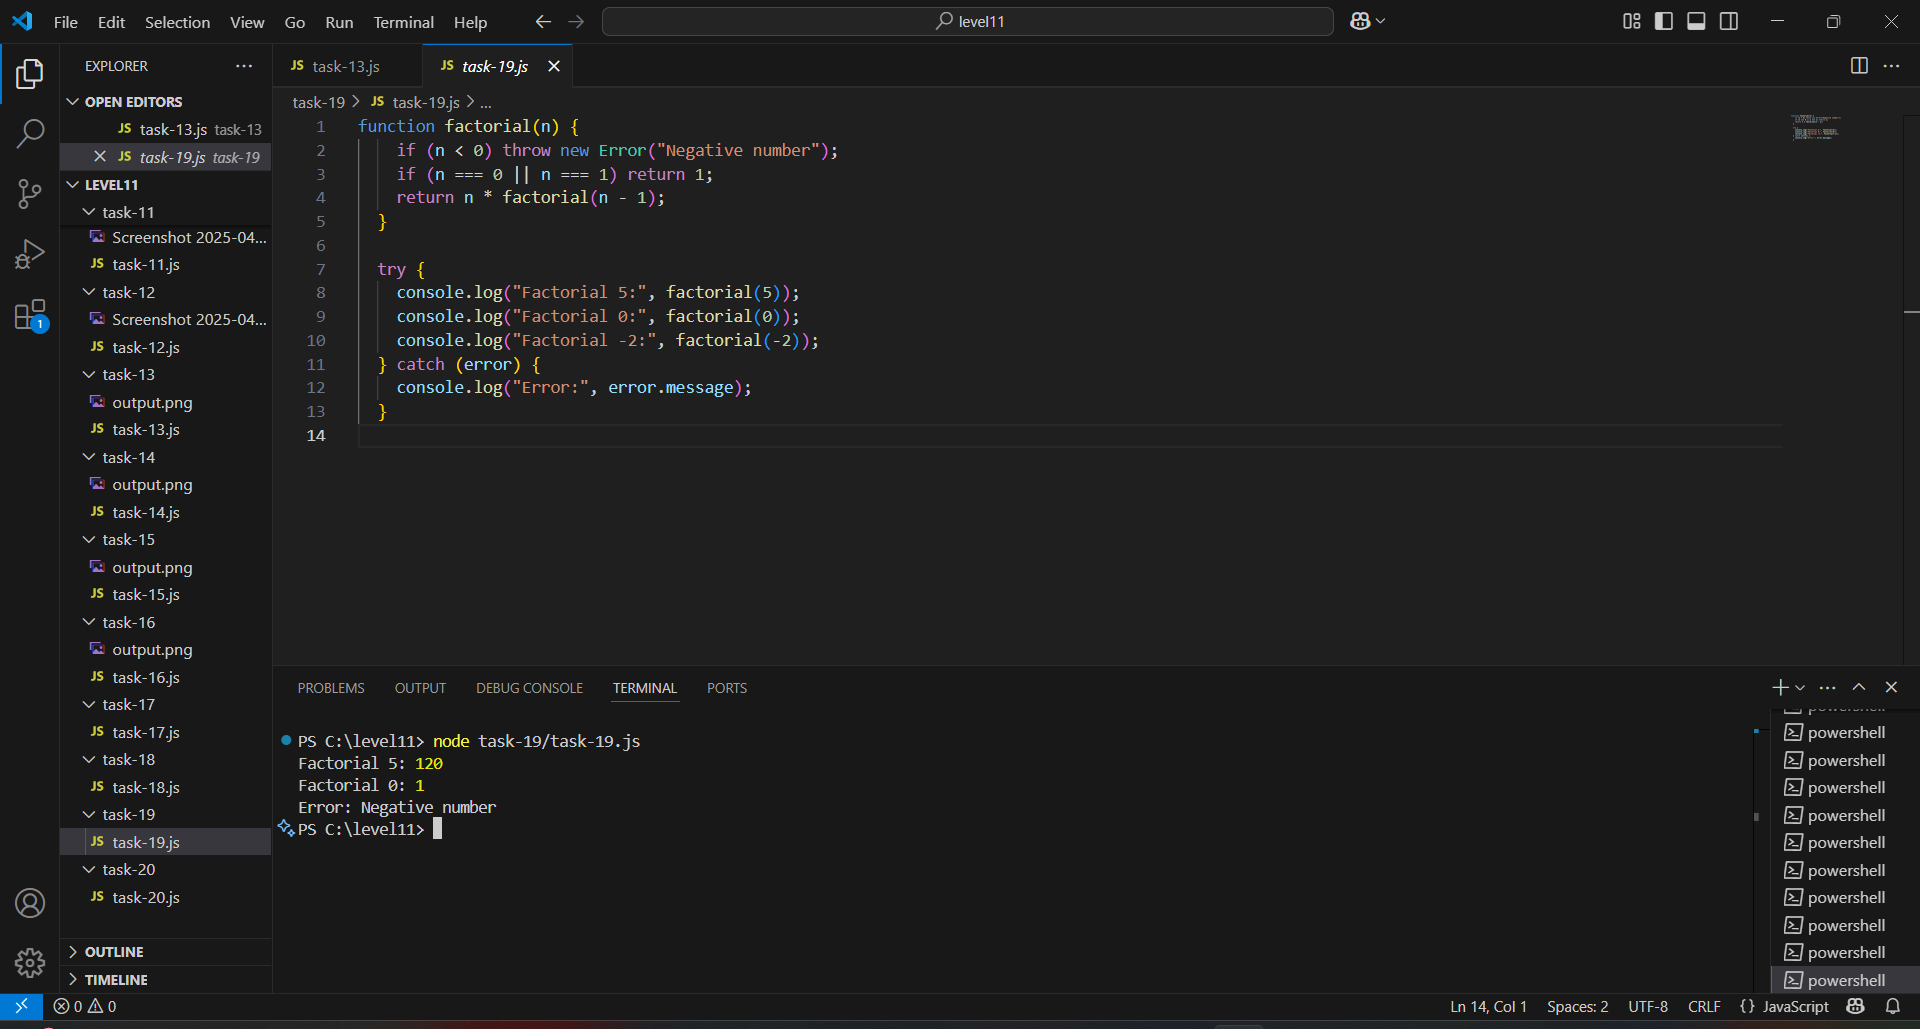 File Edit Selection View Go Run Terminal Help
level11
EXPLORER
OPEN EDITORS
JS task-13.js task-13
JS task-19.js task-19
LEVEL11
task-11
Screenshot 2025-04...
JS task-11.js
task-12
Screenshot 2025-04...
JS task-12.js
task-13
output.png
JS task-13.js
task-14
output.png
JS task-14.js
task-15
output.png
JS task-15.js
task-16
output.png
JS task-16.js
task-17
JS task-17.js
task-18
JS task-18.js
task-19
JS task-19.js
task-20
JS task-20.js
OUTLINE
TIMELINE
1
JS task-13.js
JS task-19.js
task-19 > JS task-19.js > ...
1 function factorial(n) {
2 if (n < 0) throw new Error("Negative number");
3 if (n === 0 || n === 1) return 1;
4 return n * factorial(n - 1);
5 }
6
7 try {
8 console.log("Factorial 5:", factorial(5));
9 console.log("Factorial 0:", factorial(0));
10 console.log("Factorial -2:", factorial(-2));
11 } catch (error) {
12 console.log("Error:", error.message);
13 }
14
PROBLEMS OUTPUT DEBUG CONSOLE TERMINAL PORTS
PS C:\level11> node task-19/task-19.js
Factorial 5: 120
Factorial 0: 1
Error: Negative number
PS C:\level11>
powershell
powershell
powershell
powershell
powershell
powershell
powershell
powershell
powershell
powershell
0 0
Ln 14, Col 1 Spaces: 2 UTF-8 CRLF {} JavaScript